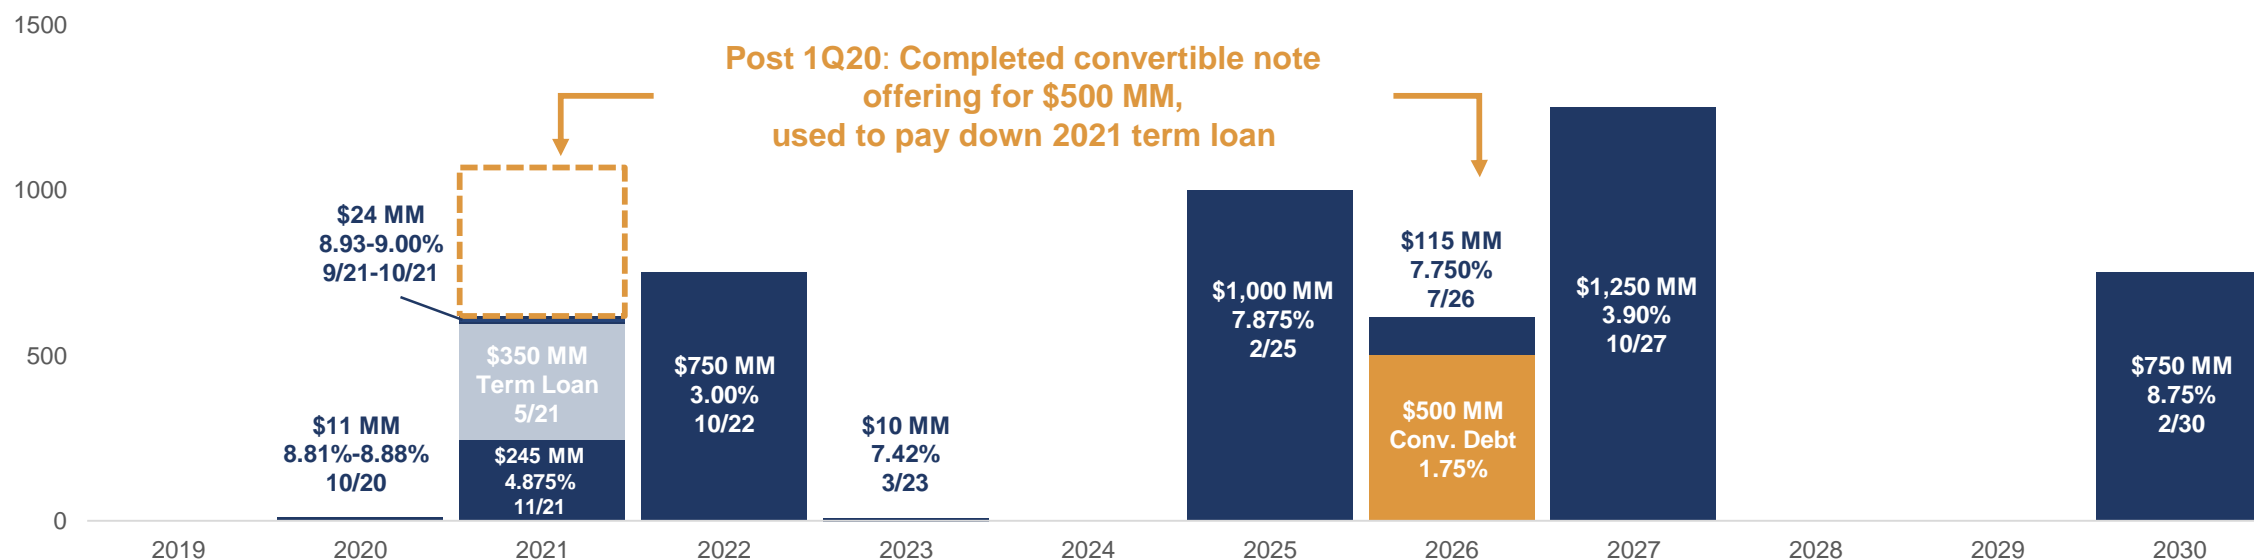 1500
1000
500
0
Post 1Q20: Completed convertible note
offering for $500 MM,
used to pay down 2021 term loan
$11 MM
8.81%-8.88%
10/20
$24 MM
8.93-9.00%
9/21-10/21
$350 MM
Term Loan
5/21
$245 MM
4.875%
11/21
$750 MM
3.00%
10/22
$10 MM
7.42%
3/23
$1,000 MM
7.875%
2/25
$115 MM
7.750%
7/26
$500 MM
Conv. Debt
1.75%
$1,250 MM
3.90%
10/27
$750 MM
8.75%
2/30
2019
2020
2021
2022
2023
2024
2025
2026
2027
2028
2029
2030